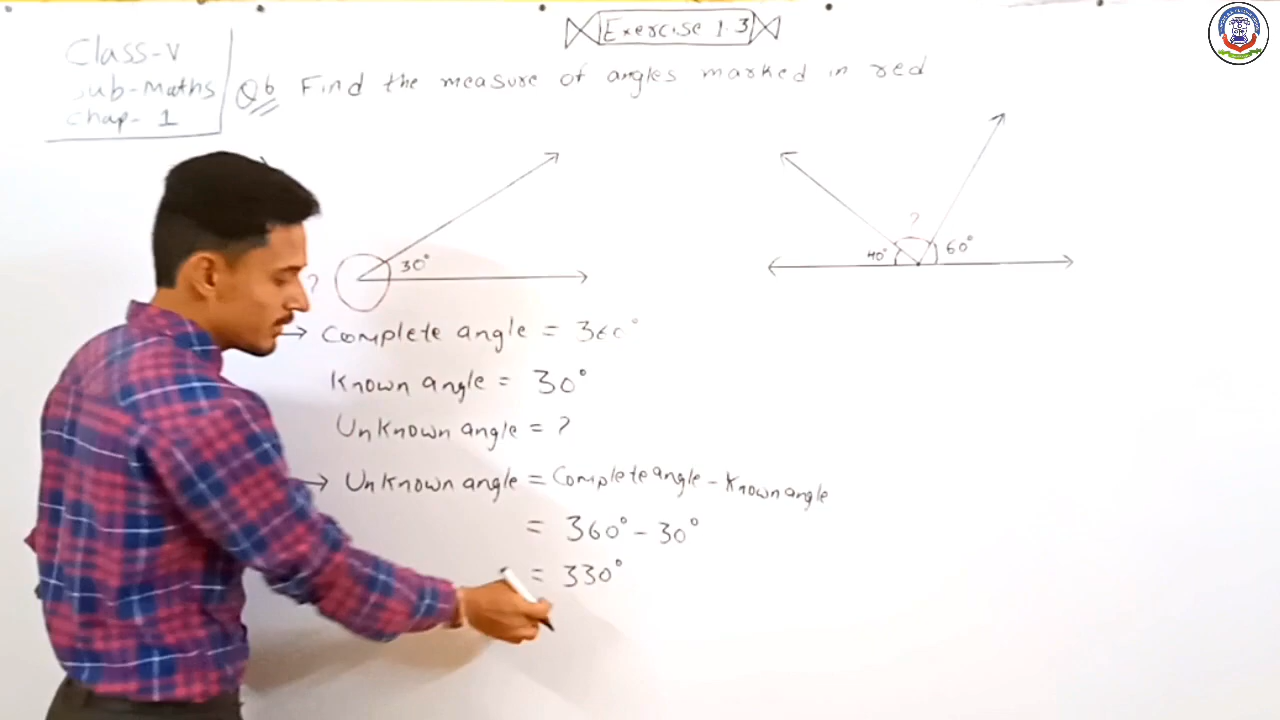 Exercise 1.3
Class-V
Sub-Maths
Chap- 1
Q6 Find the measure of angles marked in red
30°
?
?
40°
60°
→ Complete angle = 360°
Known angle = 30°
Unknown angle = ?
→ Unknown angle = Complete angle - Known angle
= 360° - 30°
= 330°